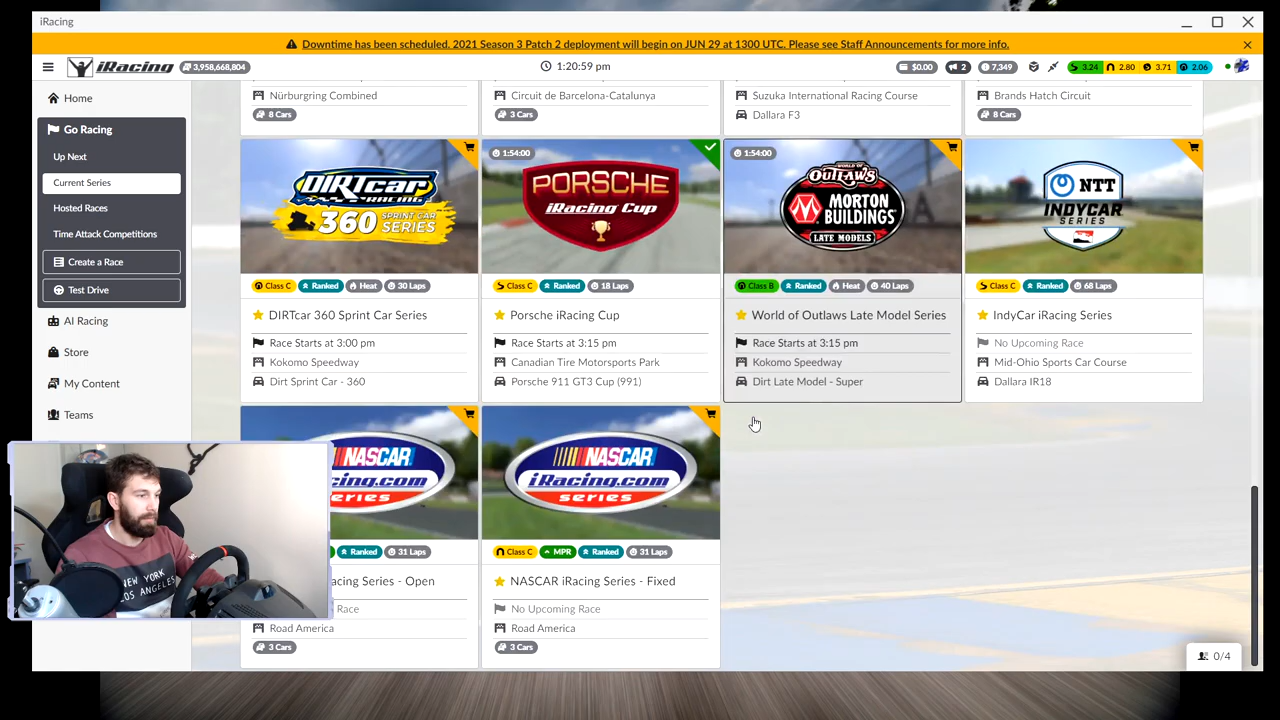 iRacing
Downtime has been scheduled. 2021 Season 3 Patch 2 deployment will begin on JUN 29 at 1300 UTC. Please see Staff Announcements for more info.
iRacing 3,958,668,804 1:20:59 pm $0.00 2 7,349 3.24 2.80 3.71 2.06
Home
Go Racing
Up Next
Current Series
Hosted Races
Time Attack Competitions
Create a Race
Test Drive
AI Racing
Store
My Content
Teams
Nürburgring Combined
8 Cars
Circuit de Barcelona-Catalunya
3 Cars
Suzuka International Racing Course
Dallara F3
Brands Hatch Circuit
8 Cars
DIRTcar
RACING
360 SPRINT CAR
SERIES
Class C Ranked Heat 30 Laps
DIRTcar 360 Sprint Car Series
Race Starts at 3:00 pm
Kokomo Speedway
Dirt Sprint Car - 360
1:54:00
PORSCHE
iRacing Cup
Class C Ranked 18 Laps
Porsche iRacing Cup
Race Starts at 3:15 pm
Canadian Tire Motorsports Park
Porsche 911 GT3 Cup (991)
1:54:00
WORLD OF
OUTLAWS
MORTON
BUILDINGS
LATE MODELS
Class B Ranked Heat 40 Laps
World of Outlaws Late Model Series
Race Starts at 3:15 pm
Kokomo Speedway
Dirt Late Model - Super
NTT
INDYCAR
SERIES
Class C Ranked 68 Laps
IndyCar iRacing Series
No Upcoming Race
Mid-Ohio Sports Car Course
Dallara IR18
NASCAR
iRacing.com
series
Ranked 31 Laps
acing Series - Open
Race
Road America
3 Cars
NASCAR
iRacing.com
series
Class C MPR Ranked 31 Laps
NASCAR iRacing Series - Fixed
No Upcoming Race
Road America
3 Cars
NEW YORK
LOS ANGELES
0/4